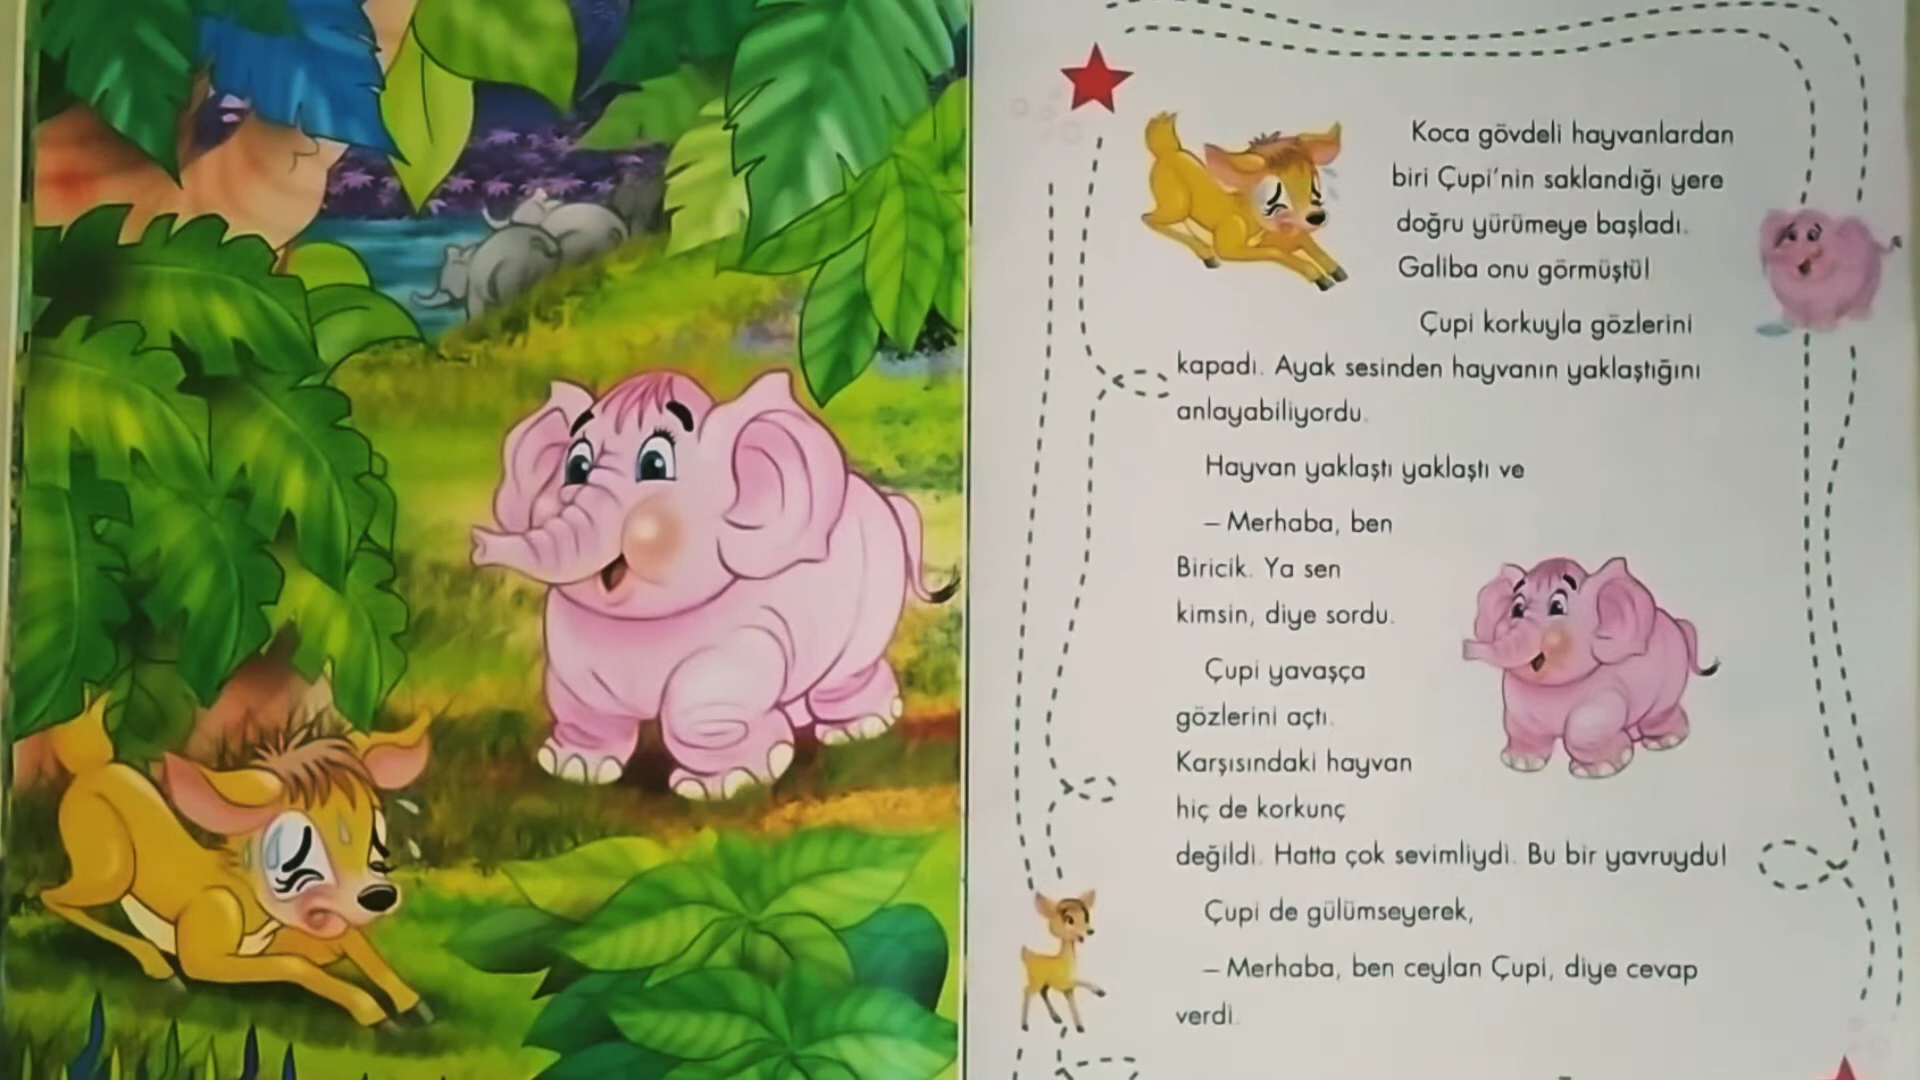 Koca gövdeli hayvanlardan
biri Çupi'nin saklandığı yere
doğru yürümeye başladı.
Galiba onu görmüştü!
Çupi korkuyla gözlerini
kapadı. Ayak sesinden hayvanın yaklaştığını
anlayabiliyordu.
Hayvan yaklaştı yaklaştı ve
– Merhaba, ben
Biricik. Ya sen
kimsin, diye sordu.
Çupi yavaşça
gözlerini açtı.
Karşısındaki hayvan
hiç de korkunç
değildi. Hatta çok sevimliydi. Bu bir yavruydu!
Çupi de gülümseyerek,
– Merhaba, ben ceylan Çupi, diye cevap
verdi.